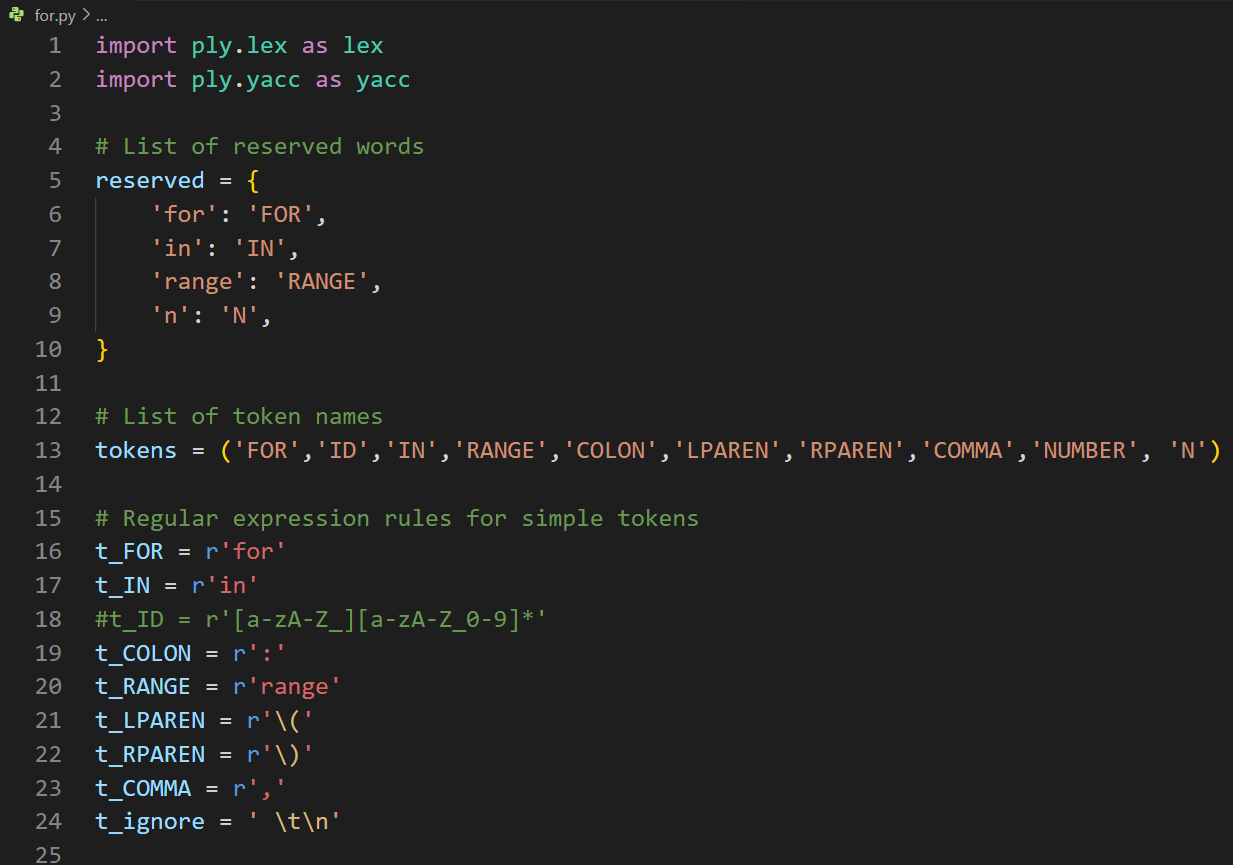 for.py > ...
1 import ply.lex as lex
2 import ply.yacc as yacc
3
4 # List of reserved words
5 reserved = {
6     'for': 'FOR',
7     'in': 'IN',
8     'range': 'RANGE',
9     'n': 'N',
10 }
11
12 # List of token names
13 tokens = ('FOR','ID','IN','RANGE','COLON','LPAREN','RPAREN','COMMA','NUMBER', 'N')
14
15 # Regular expression rules for simple tokens
16 t_FOR = r'for'
17 t_IN = r'in'
18 #t_ID = r'[a-zA-Z_][a-zA-Z_0-9]*'
19 t_COLON = r':'
20 t_RANGE = r'range'
21 t_LPAREN = r'\('
22 t_RPAREN = r'\)'
23 t_COMMA = r','
24 t_ignore = ' \t\n'
25